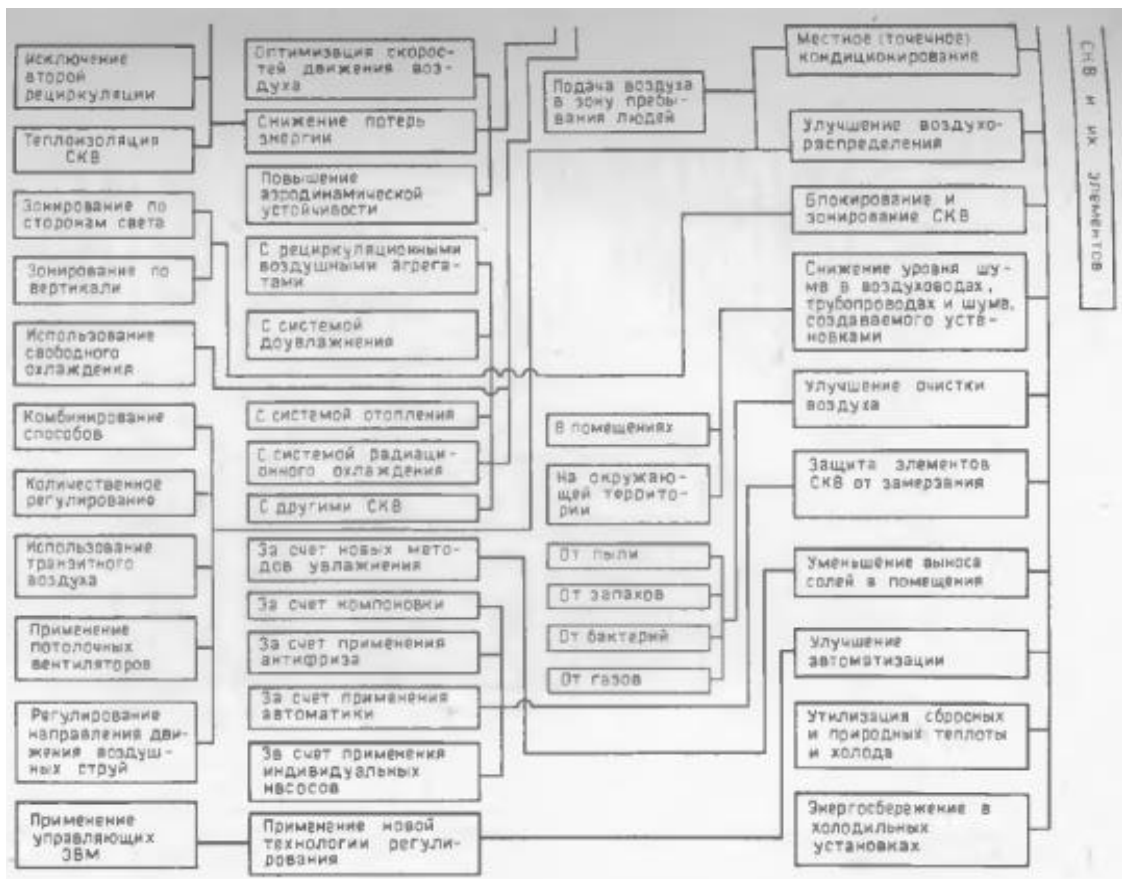 Исключение
второй
рециркуляции
Теплоизоляция
СКВ
Зонирование по
сторонам света
Зонирование по
вертикали
Использование
свободного
охлаждения
Комбинирование
способов
Количественное
регулирование
Использование
транзитного
воздуха
Применение
потолочных
вентиляторов
Регулирование
направления дви-
жения воздуш-
ных струй
Применение
управляющих
ЭВМ
Оптимизация скорос-
тей движения воз-
духа
Снижение потерь
энергии
Повышение
аэродинамической
устойчивости
С рециркуляционными
воздушными агрега-
тами
С системой
доувлажнения
С системой отопления
С системой радиаци-
онного охлаждения
С другими СКВ
За счет новых мето-
дов увлажнения
За счет компоновки
За счет применения
антифриза
За счет применения
автоматики
За счет применения
индивидуальных
насосов
Применение новой
технологии регули-
рования
Подача воздуха
в зону пребы-
вания людей
В помещениях
На окружаю-
щей террито-
рии
От пыли
От запахов
От бактерий
От газов
Местное (точечное)
кондиционирование
Улучшение воздухо-
распределения
Блокирование и
зонирование СКВ
Снижение уровня шу-
ма в воздуховодах,
трубопроводах и шума,
создаваемого уста-
новками
Улучшение очистки
воздуха
Защита элементов
СКВ от замерзания
Уменьшение выноса
солей в помещения
Улучшение
автоматизации
Утилизация сбросных
и природных теплоты
и холода
Энергосбережение в
холодильных
установках
СКВ и их элементов